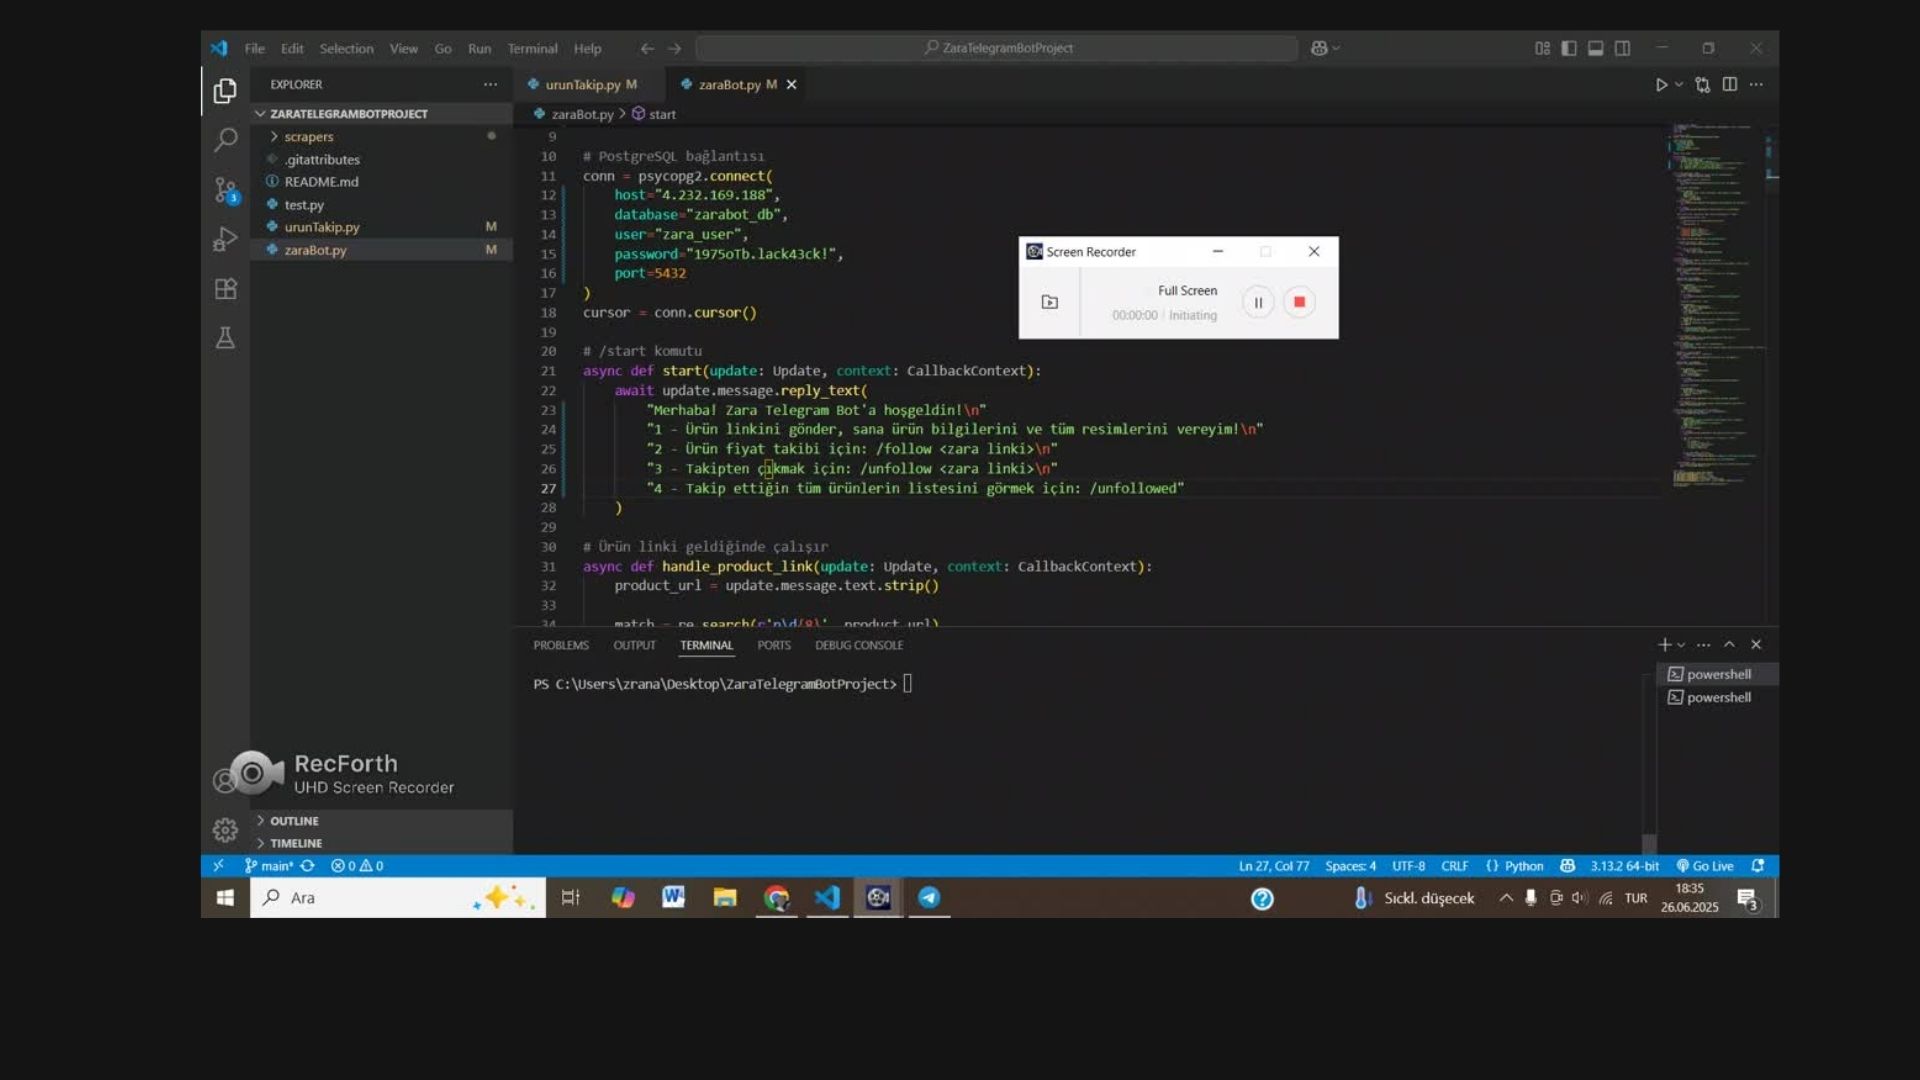 File Edit Selection View Go Run Terminal Help
ZaraTelegramBotProject
EXPLORER
ZARATELEGRAMBOTPROJECT
scrapers
.gitattributes
README.md
test.py
urunTakip.py M
zaraBot.py M
3
urunTakip.py M
zaraBot.py M
zaraBot.py > start
9
10 # PostgreSQL bağlantısı
11 conn = psycopg2.connect(
12 host="4.232.169.188",
13 database="zarabot_db",
14 user="zara_user",
15 password="1975oTb.lack43ck!",
16 port=5432
17 )
18 cursor = conn.cursor()
19
20 # /start komutu
21 async def start(update: Update, context: CallbackContext):
22 await update.message.reply_text(
23 "Merhaba! Zara Telegram Bot'a hoşgeldin!\n"
24 "1 - Ürün linkini gönder, sana ürün bilgilerini ve tüm resimlerini vereyim!\n"
25 "2 - Ürün fiyat takibi için: /follow <zara linki>\n"
26 "3 - Takipten çıkmak için: /unfollow <zara linki>\n"
27 "4 - Takip ettiğin tüm ürünlerin listesini görmek için: /unfollowed"
28 )
29
30 # Ürün linki geldiğinde çalışır
31 async def handle_product_link(update: Update, context: CallbackContext):
32 product_url = update.message.text.strip()
33
34 match = re.search(r'p\d{8}', product_url)
Screen Recorder
Full Screen
00:00:00 | Initiating
PROBLEMS OUTPUT TERMINAL PORTS DEBUG CONSOLE
PS C:\Users\zrana\Desktop\ZaraTelegramBotProject>
powershell
powershell
RecForth
UHD Screen Recorder
OUTLINE
TIMELINE
main* 0 0 Ln 27, Col 77 Spaces: 4 UTF-8 CRLF {} Python 3.13.2 64-bit Go Live
Ara
Sıckl. düşecek
TUR
18:35
26.06.2025
3